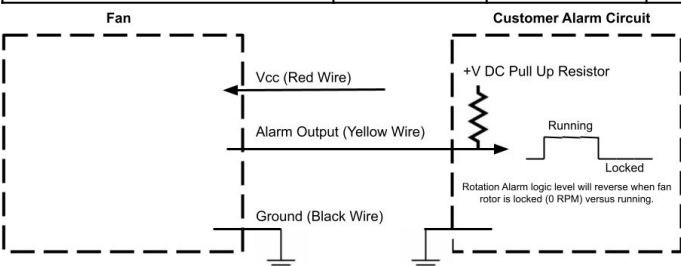 Fan
Customer Alarm Circuit
Vcc (Red Wire)
+V DC Pull Up Resistor
Alarm Output (Yellow Wire)
Running
Locked
Rotation Alarm logic level will reverse when fan
rotor is locked (0 RPM) versus running.
Ground (Black Wire)